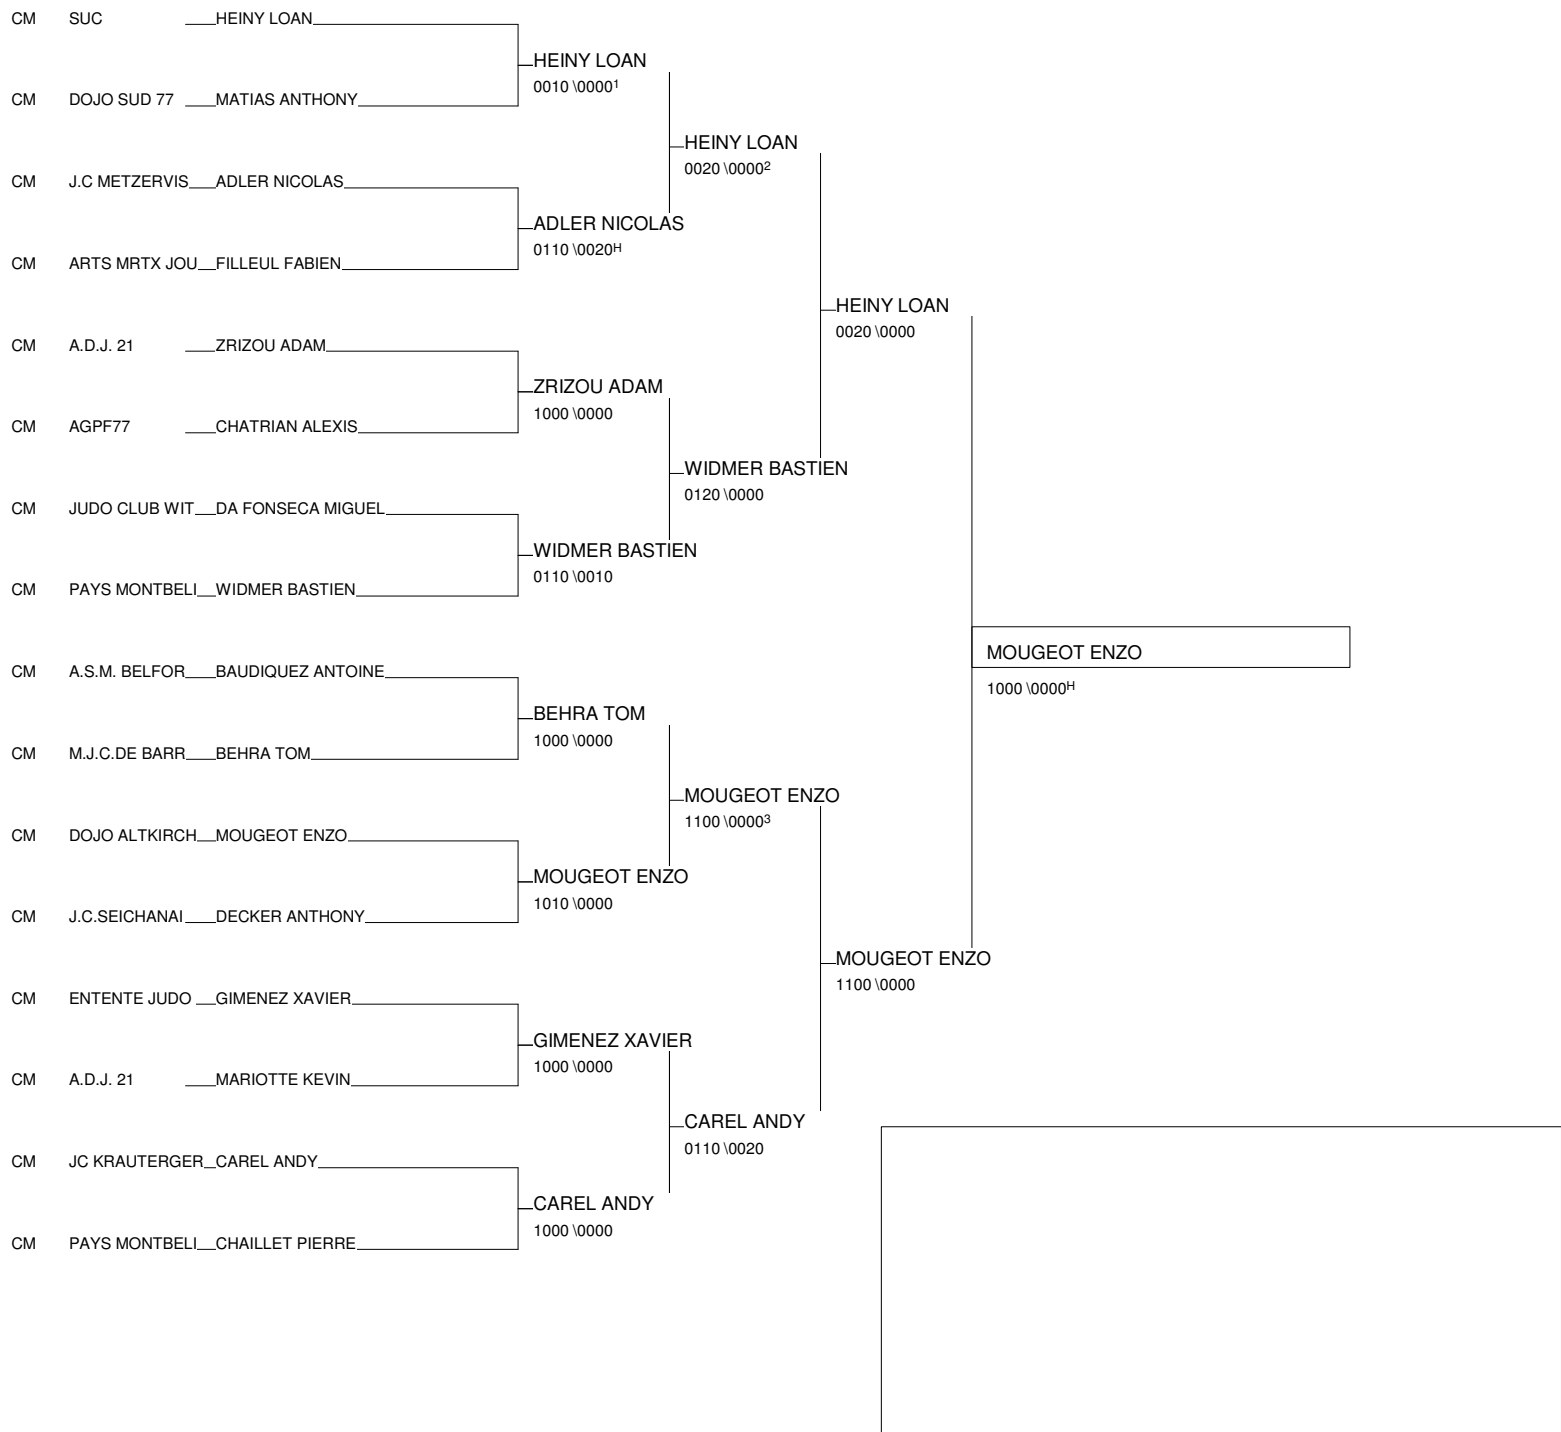 CM SUC HEINY LOAN
HEINY LOAN
0010 \0000¹
CM DOJO SUD 77 MATIAS ANTHONY
HEINY LOAN
0020 \0000²
CM J.C METZERVIS ADLER NICOLAS
ADLER NICOLAS
0110 \0020ᴴ
CM ARTS MRTX JOU FILLEUL FABIEN
HEINY LOAN
0020 \0000
CM A.D.J. 21 ZRIZOU ADAM
ZRIZOU ADAM
1000 \0000
CM AGPF77 CHATRIAN ALEXIS
WIDMER BASTIEN
0120 \0000
CM JUDO CLUB WIT DA FONSECA MIGUEL
WIDMER BASTIEN
0110 \0010
CM PAYS MONTBELI WIDMER BASTIEN
MOUGEOT ENZO
1000 \0000ᴴ
CM A.S.M. BELFOR BAUDIQUEZ ANTOINE
BEHRA TOM
1000 \0000
CM M.J.C.DE BARR BEHRA TOM
MOUGEOT ENZO
1100 \0000³
CM DOJO ALTKIRCH MOUGEOT ENZO
MOUGEOT ENZO
1010 \0000
CM J.C.SEICHANAI DECKER ANTHONY
MOUGEOT ENZO
1100 \0000
CM ENTENTE JUDO GIMENEZ XAVIER
GIMENEZ XAVIER
1000 \0000
CM A.D.J. 21 MARIOTTE KEVIN
CAREL ANDY
0110 \0020
CM JC KRAUTERGER CAREL ANDY
CAREL ANDY
1000 \0000
CM PAYS MONTBELI CHAILLET PIERRE